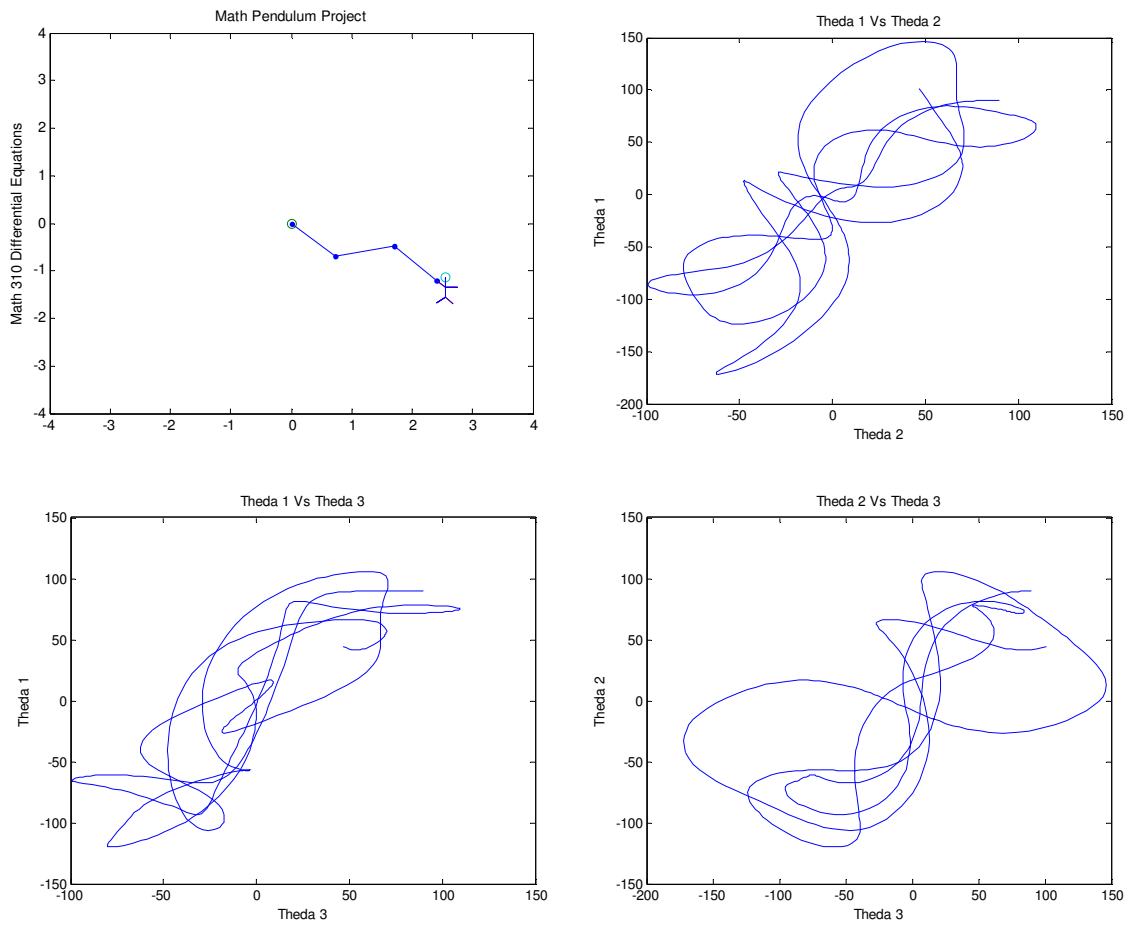 Math Pendulum Project
Math 310 Differential Equations
4
3
2
1
0
-1
-2
-3
-4
-4 -3 -2 -1 0 1 2 3 4
Theda 1 Vs Theda 2
Theda 1
150
100
50
0
-50
-100
-150
-200
-100 -50 0 50 100 150
Theda 2
Theda 1 Vs Theda 3
Theda 1
150
100
50
0
-50
-100
-150
-100 -50 0 50 100 150
Theda 3
Theda 2 Vs Theda 3
Theda 2
150
100
50
0
-50
-100
-150
-200 -150 -100 -50 0 50 100 150
Theda 3